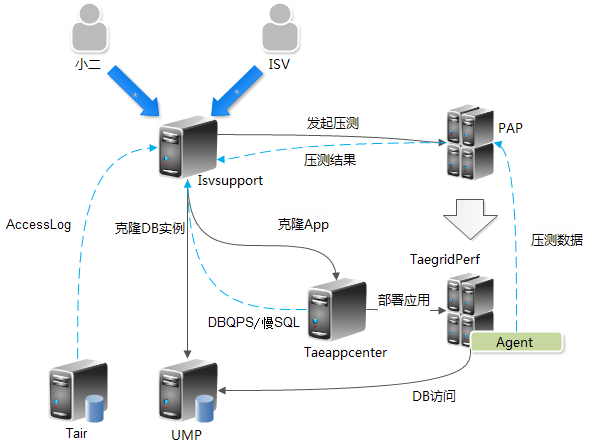 小二
ISV
发起压测
PAP
压测结果
Isvsupport
AccessLog
克隆DB实例
克隆App
压测数据
TaegridPerf
部署应用
DBQPS/慢SQL
Taeappcenter
Agent
DB访问
Tair
UMP